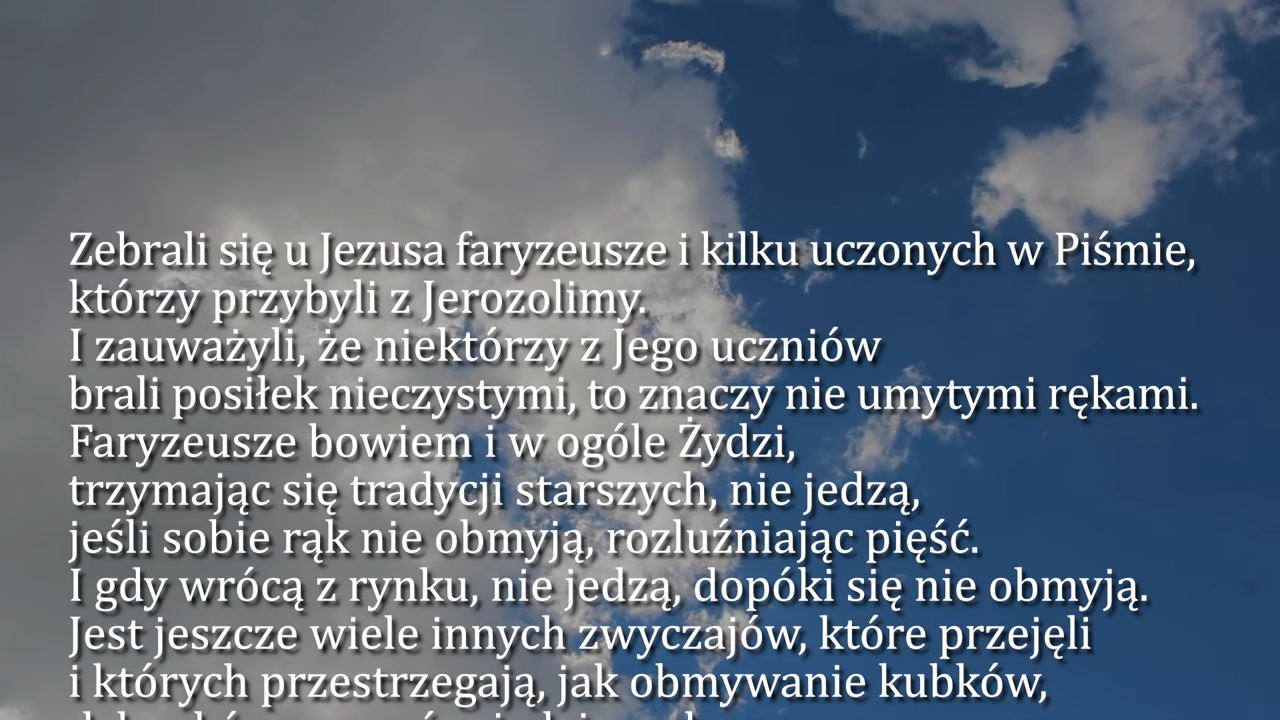 Zebrali się u Jezusa faryzeusze i kilku uczonych w Piśmie,
którzy przybyli z Jerozolimy.
I zauważyli, że niektórzy z Jego uczniów
brali posiłek nieczystymi, to znaczy nie umytymi rękami.
Faryzeusze bowiem i w ogóle Żydzi,
trzymając się tradycji starszych, nie jedzą,
jeśli sobie rąk nie obmyją, rozluźniając pięść.
I gdy wrócą z rynku, nie jedzą, dopóki się nie obmyją.
Jest jeszcze wiele innych zwyczajów, które przejęli
i których przestrzegają, jak obmywanie kubków,